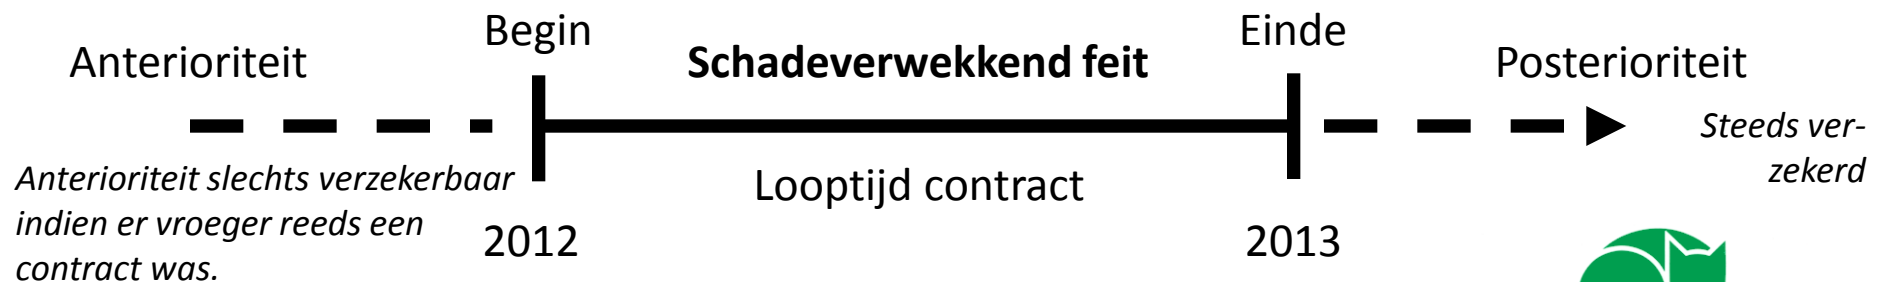 Anterioriteit
Begin
Schadeverwekkend feit
Einde
Posterioriteit
Steeds ver-
zekerd
Anterioriteit slechts verzekerbaar
indien er vroeger reeds een
contract was.
Looptijd contract
2012
2013